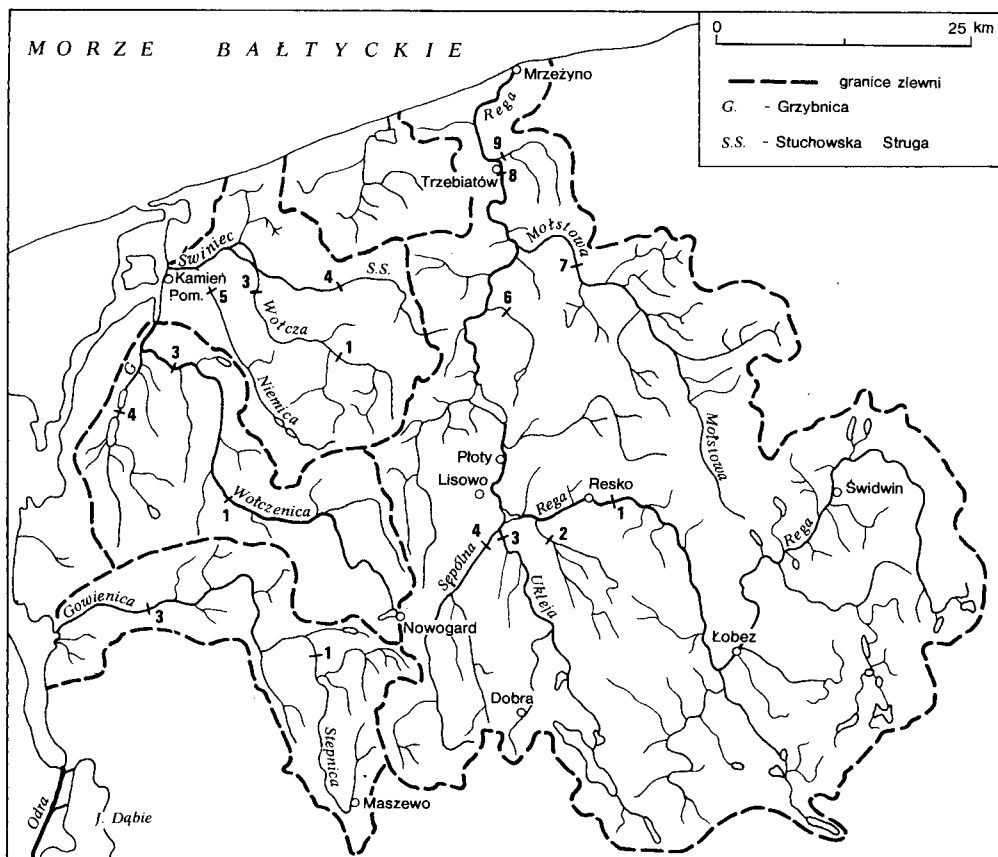 MORZE BAŁTYCKIE
0 25 km
granice zlewni
G. - Grzybnica
S.S. - Stuchowska Struga
Mrzeżyno
Rega
9
Trzebiatów
8
Mołstowa
7
Świniec
Kamień
Pom.
5
3
4
S.S.
Wołcza
1
6
3
G.
4
Niemica
Mołstowa
Płoty
Lisowo
Resko
Rega
1
Świdwin
Rega
1
Wołczenica
4
3
2
Sępólna
Ukleja
Gowienica
3
Nowogard
1
Łobez
Dobra
Stepnica
Maszewo
Odra
J. Dąbie